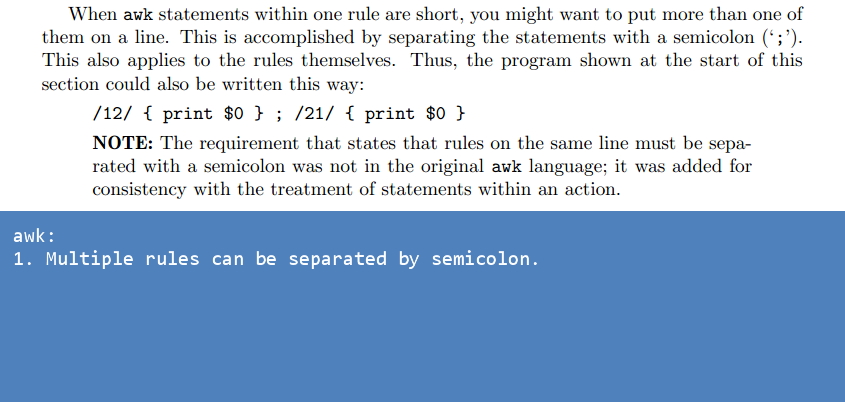 When awk statements within one rule are short, you might want to put more than one of
them on a line. This is accomplished by separating the statements with a semicolon (‘;’).
This also applies to the rules themselves. Thus, the program shown at the start of this
section could also be written this way:
/12/ { print $0 } ; /21/ { print $0 }
NOTE: The requirement that states that rules on the same line must be sepa-
rated with a semicolon was not in the original awk language; it was added for
consistency with the treatment of statements within an action.
awk:
1. Multiple rules can be separated by semicolon.